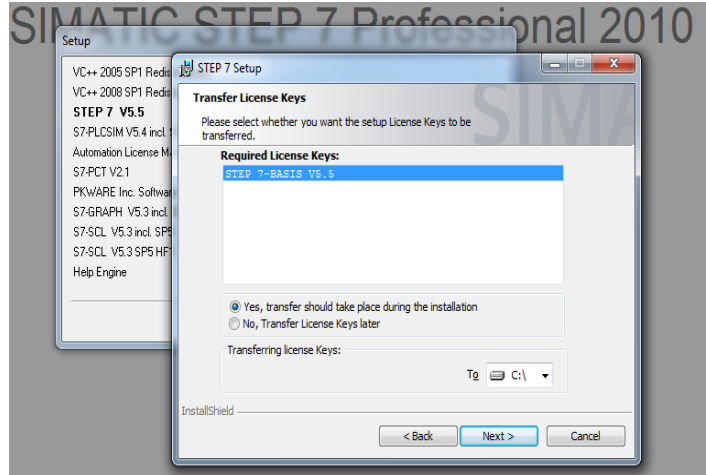 SIMATIC STEP 7 Professional 2010
Setup
VC++ 2005 SP1 Redis
VC++ 2008 SP1 Redis
STEP 7 V5.5
S7-PLCSIM V5.4 incl.
Automation License M
S7-PCT V2.1
PKWARE Inc. Softwar
S7-GRAPH V5.3 incl.
S7-SCL V5.3 incl. SP5
S7-SCL V5.3 SP5 HF
Help Engine
STEP 7 Setup
SIMA
Transfer License Keys
Please select whether you want the setup License Keys to be
transferred.
Required License Keys:
STEP 7-BASIS V5.5
Yes, transfer should take place during the installation
No, Transfer License Keys later
Transferring license Keys:
To C:\
InstallShield
< Back Next > Cancel